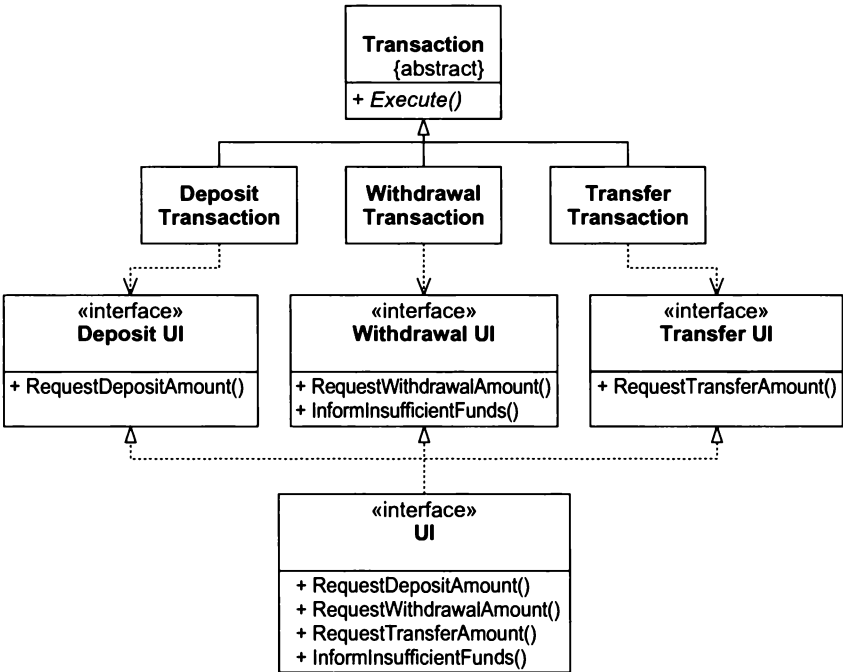 Transaction
{abstract}
+ Execute()
Deposit
Transaction
Withdrawal
Transaction
Transfer
Transaction
«interface»
Deposit UI
+ RequestDepositAmount()
«interface»
Withdrawal UI
+ RequestWithdrawalAmount()
+ InformInsufficientFunds()
«interface»
Transfer UI
+ RequestTransferAmount()
«interface»
UI
+ RequestDepositAmount()
+ RequestWithdrawalAmount()
+ RequestTransferAmount()
+ InformInsufficientFunds()